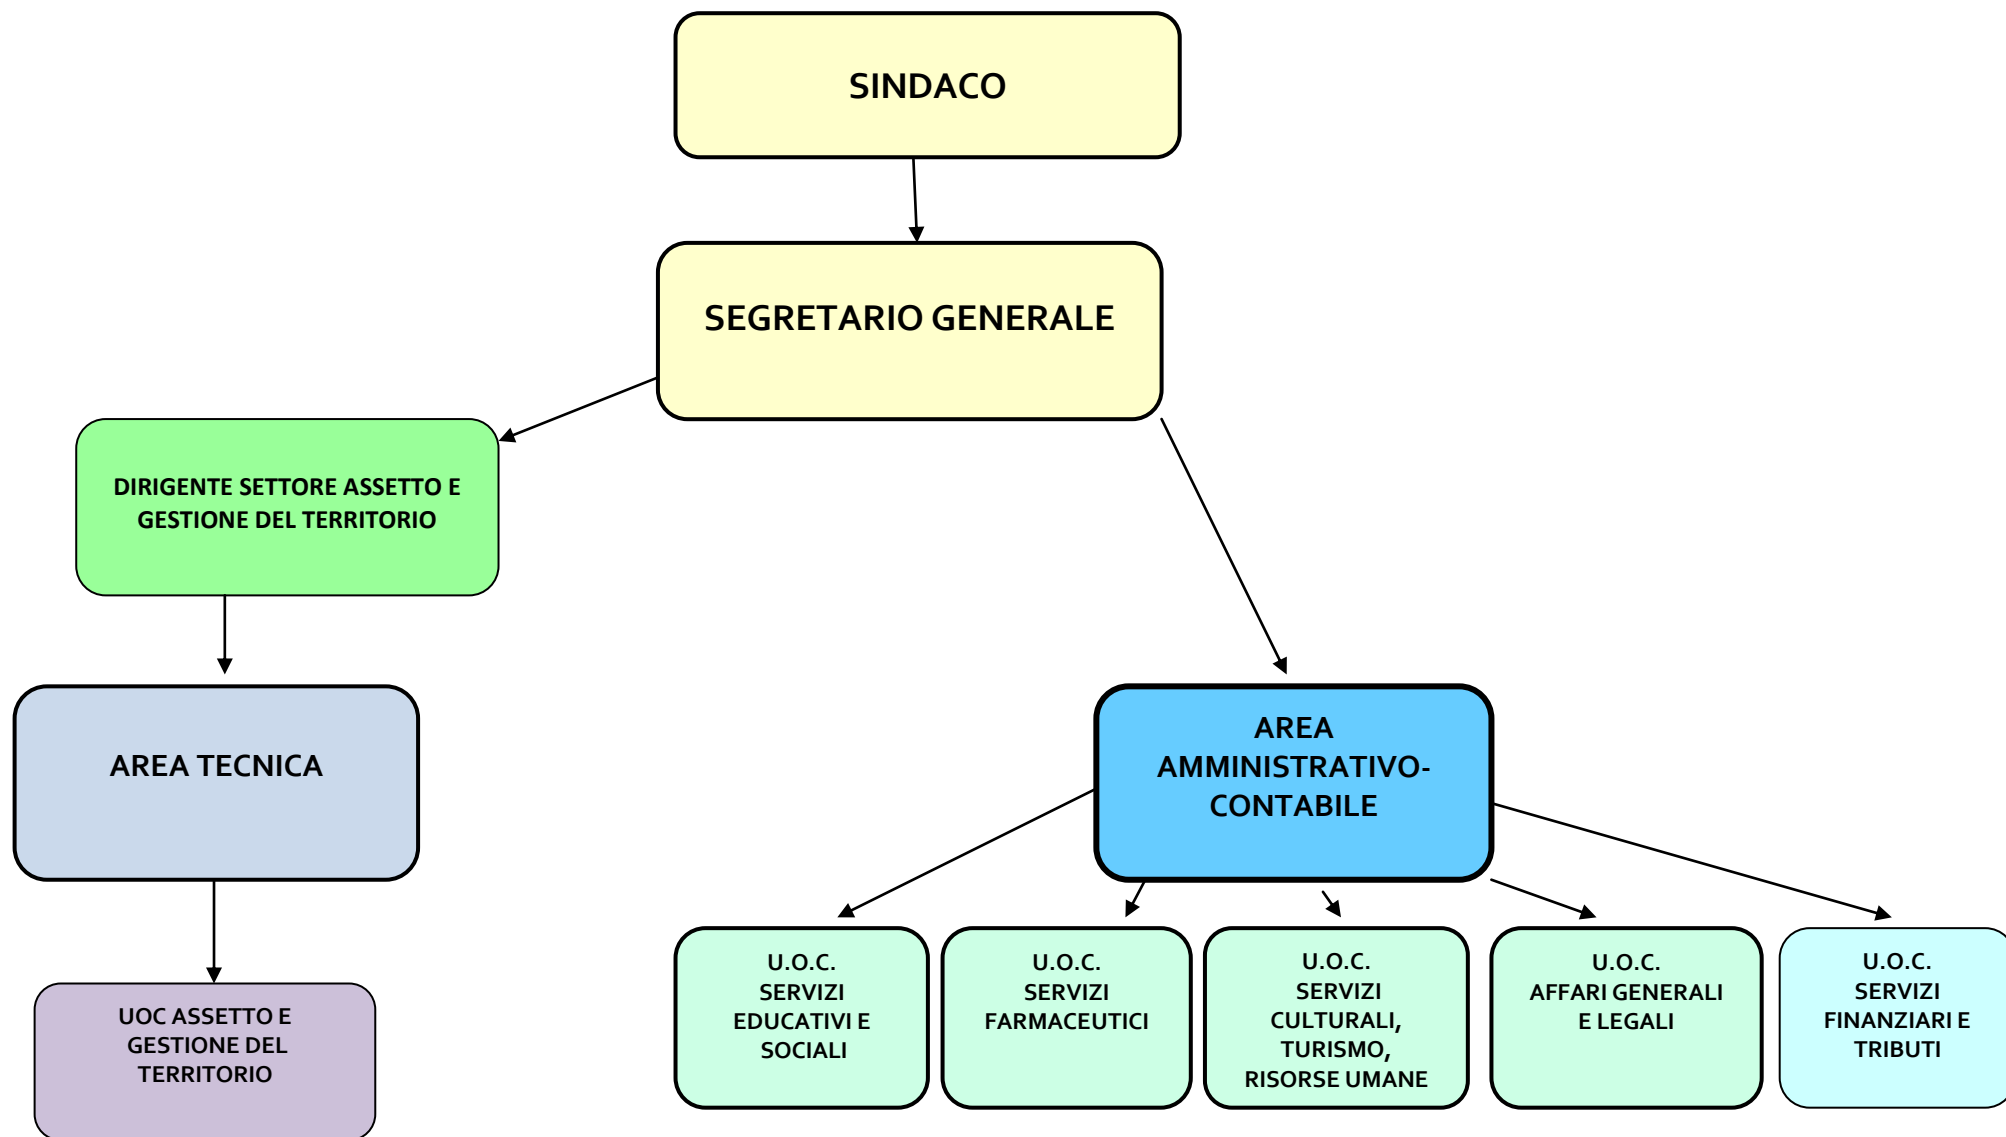 SINDACO
SEGRETARIO GENERALE
DIRIGENTE SETTORE ASSETTO E
GESTIONE DEL TERRITORIO
AREA TECNICA
AREA
AMMINISTRATIVO-
CONTABILE
UOC ASSETTO E
GESTIONE DEL
TERRITORIO
U.O.C.
SERVIZI
EDUCATIVI E
SOCIALI
U.O.C.
SERVIZI
FARMACEUTICI
U.O.C.
SERVIZI
CULTURALI,
TURISMO,
RISORSE UMANE
U.O.C.
AFFARI GENERALI
E LEGALI
U.O.C.
SERVIZI
FINANZIARI E
TRIBUTI